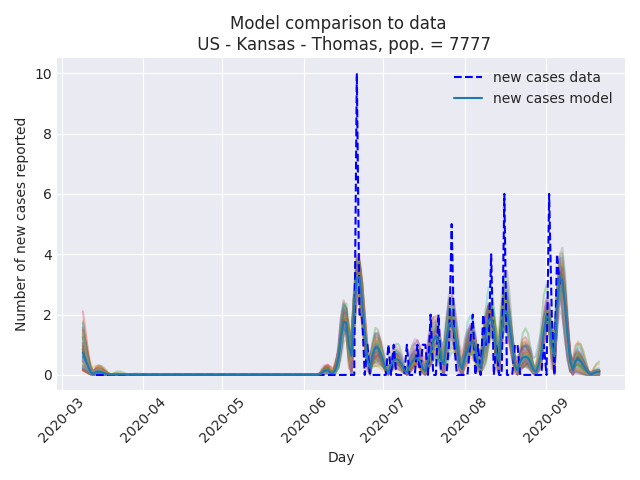 Model comparison to data
US - Kansas - Thomas, pop. = 7777
new cases data
new cases model
Number of new cases reported
10
8
6
4
2
0
2020-03
2020-04
2020-05
2020-06
2020-07
2020-08
2020-09
Day